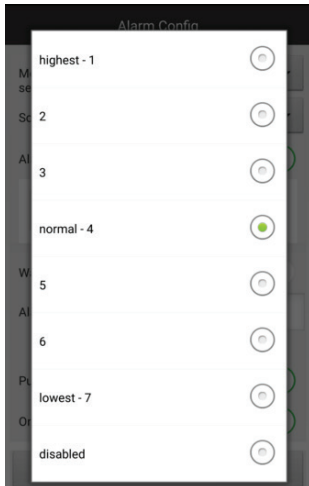 Alarm Config
highest - 1
2
3
normal - 4
5
6
lowest - 7
disabled